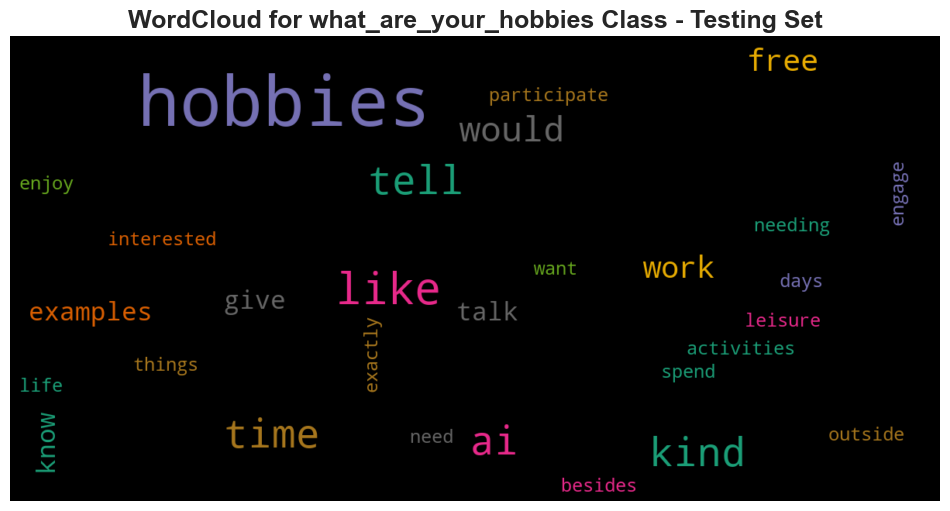 WordCloud for what_are_your_hobbies Class - Testing Set
free
hobbies
participate
would
enjoy
tell
engage
needing
interested
want
work
days
like
give
examples
talk
leisure
exactly
activities
things
spend
life
know
time
need
ai
outside
kind
besides